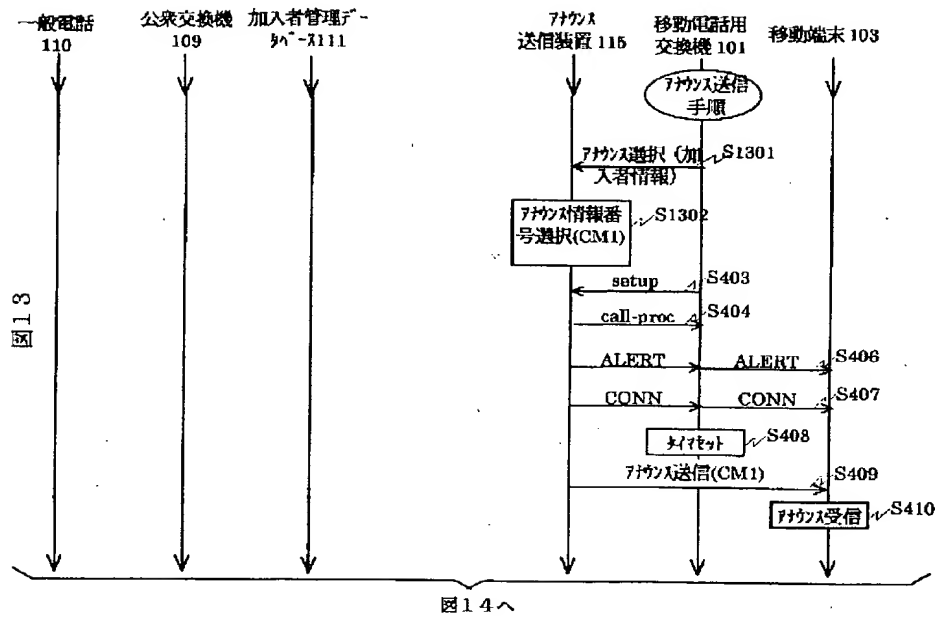 一般電話
110
公衆交換機
109
加入者管理デー
タベース111
アナウンス
送信装置 115
移動電話用
交換機 101
移動端末 103
アナウンス送信
手順
アナウンス選択（加
入者情報）
S1301
アナウンス情報番
号選択(CM1)
S1302
setup
S403
call-proc
S404
ALERT
ALERT
S406
CONN
CONN
S407
タイマセット
S408
アナウンス送信(CM1)
S409
アナウンス受信
S410
図13
図14へ